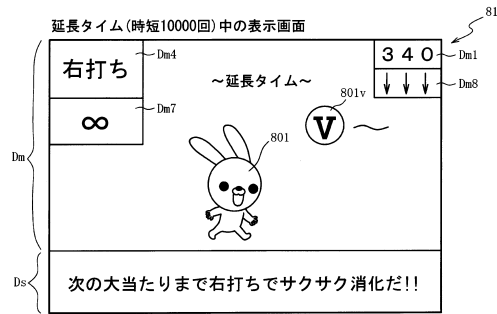 延長タイム(時短10000回)中の表示画面
81
右打ち
Dm4
340
Dm1
～延長タイム～
↓↓↓
Dm8
∞
Dm7
801v
V
801
Dm
Ds
次の大当たりまで右打ちでサクサク消化だ!!